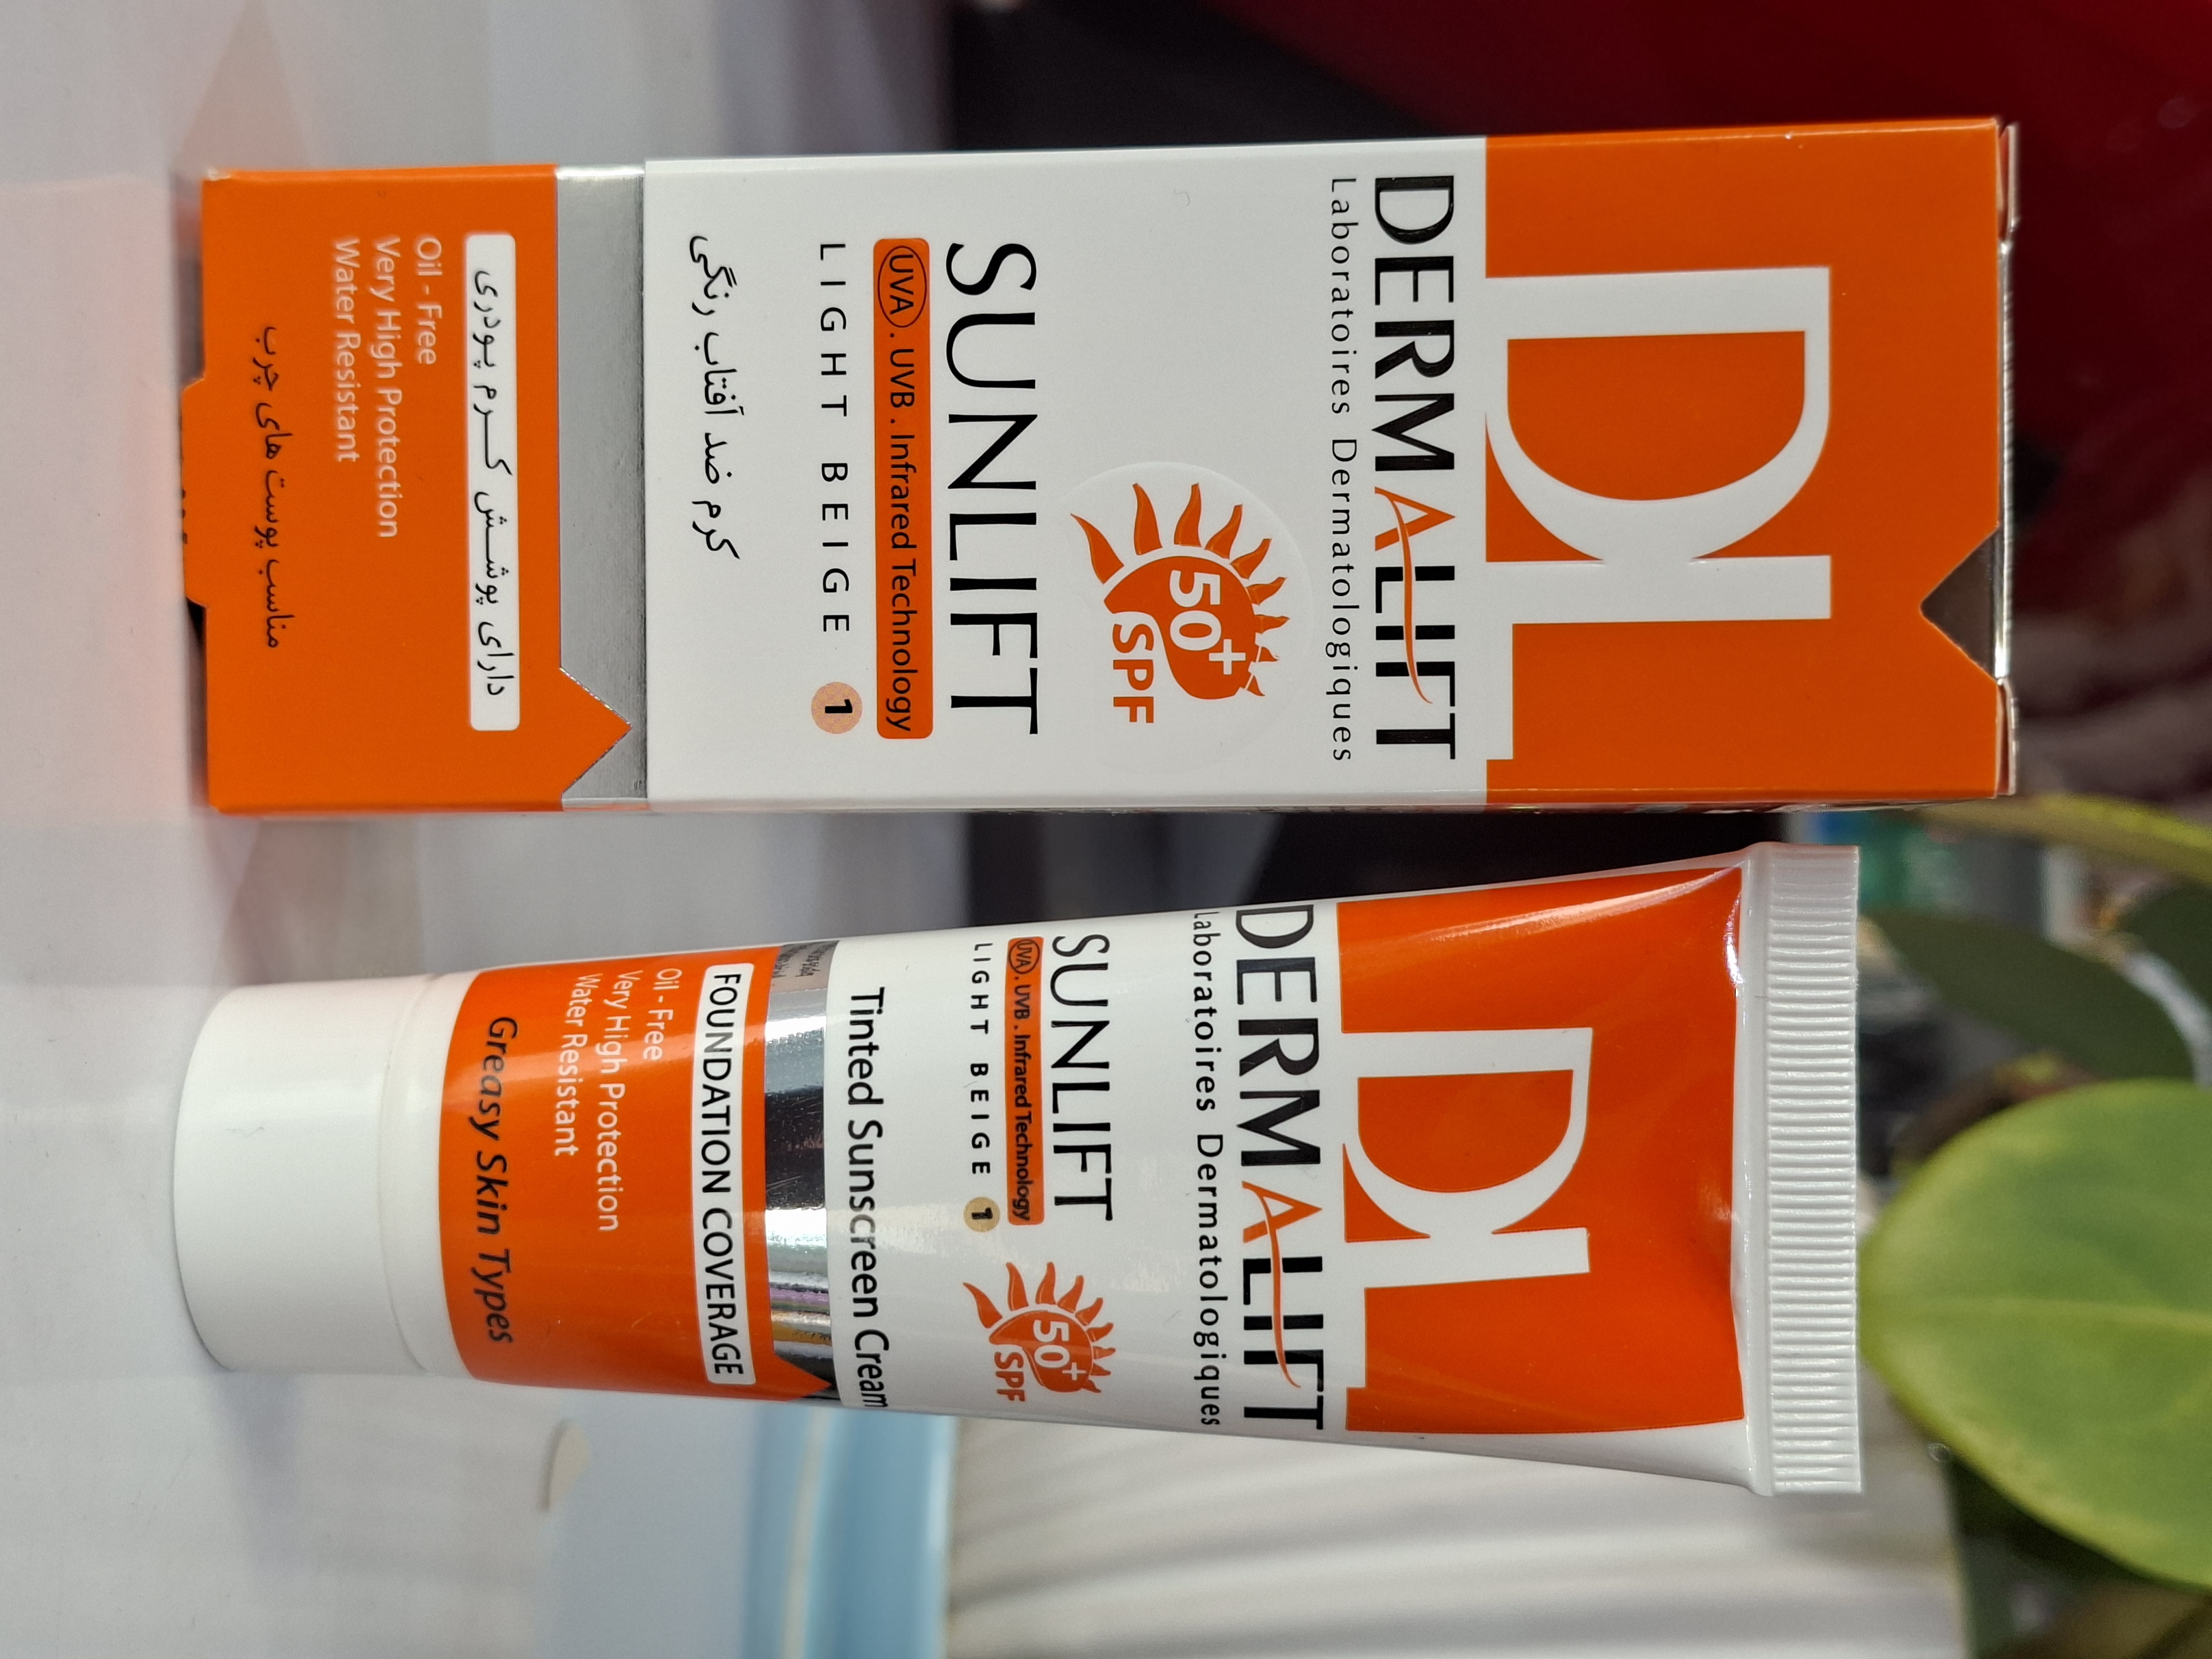 DL
DERMALIFT
Laboratoires Dermatologiques
50+
SPF
SUNLIFT
UVA . UVB . Infrared Technology
LIGHT BEIGE 1
کرم ضد آفتاب رنگی
دارای پوشش کرم پودری
Oil - Free
Very High Protection
Water Resistant
مناسب پوست های چرب
DL
DERMALIFT
Laboratoires Dermatologiques
SUNLIFT
UVA . UVB . Infrared Technology
LIGHT BEIGE 1
50+
SPF
Tinted Sunscreen Cream
FOUNDATION COVERAGE
Oil - Free
Very High Protection
Water Resistant
Greasy Skin Types